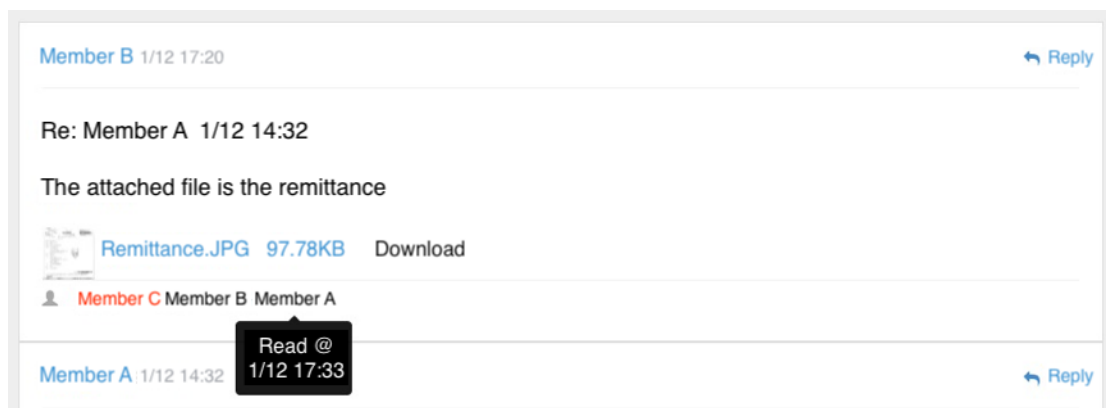 Member B 1/12 17:20 Reply
Re: Member A 1/12 14:32
The attached file is the remittance
Remittance.JPG 97.78KB Download
Member C Member B Member A
Read @
1/12 17:33
Member A 1/12 14:32 Reply